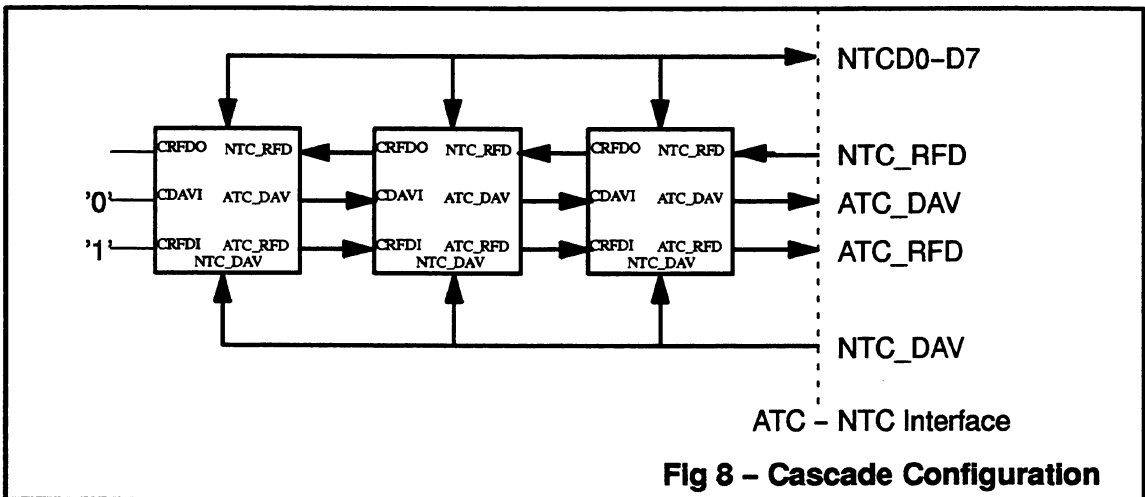 NTCD0–D7
CRFDO NTC_RFD CRFDO NTC_RFD CRFDO NTC_RFD NTC_RFD
'0' CDAVI ATC_DAV CDAVI ATC_DAV CDAVI ATC_DAV ATC_DAV
'1' CRFDI ATC_RFD CRFDI ATC_RFD CRFDI ATC_RFD ATC_RFD
NTC_DAV NTC_DAV NTC_DAV
NTC_DAV
ATC – NTC Interface
Fig 8 – Cascade Configuration